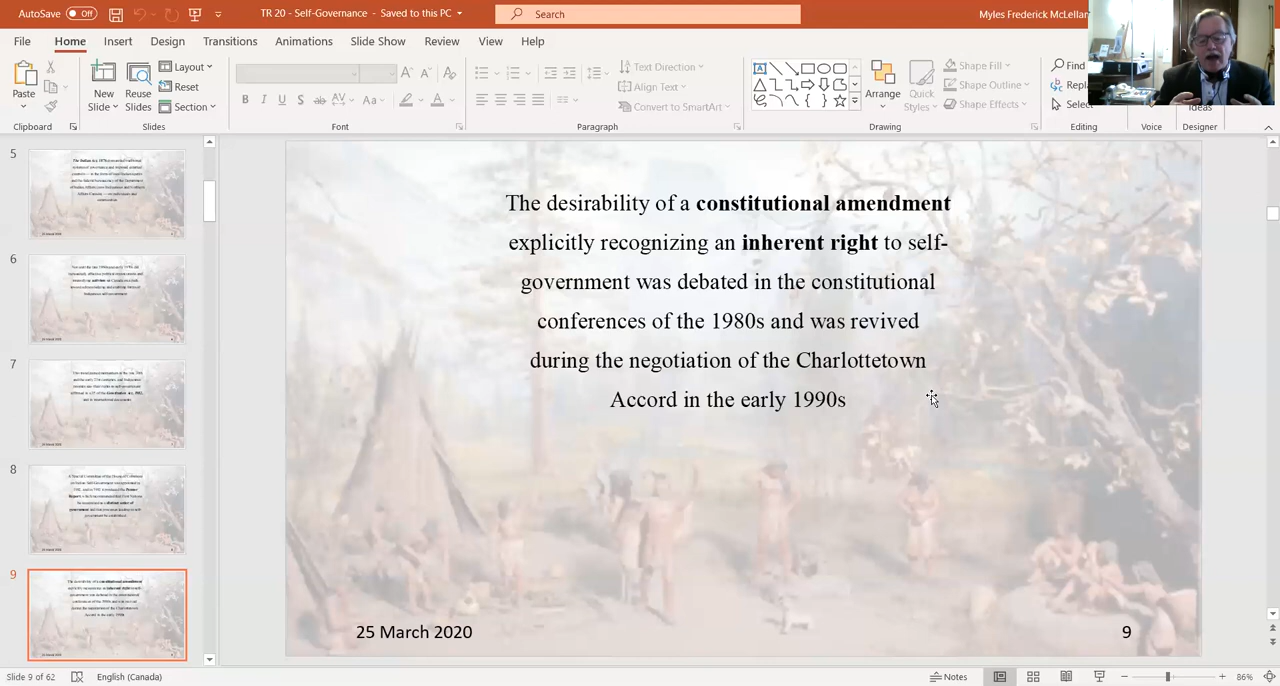 AutoSave Off TR 20 - Self-Governance - Saved to this PC Search Myles Frederick McLellan
File Home Insert Design Transitions Animations Slide Show Review View Help
Paste New Slide Reuse Slides Layout Reset Section
Text Direction Align Text Convert to SmartArt
Arrange Quick Styles Shape Fill Shape Outline Shape Effects
Find
Clipboard Slides Font Paragraph Drawing Editing Voice Designer
5
6
7
8
9
The desirability of a constitutional amendment
explicitly recognizing an inherent right to self-
government was debated in the constitutional
conferences of the 1980s and was revived
during the negotiation of the Charlottetown
Accord in the early 1990s
25 March 2020 9
Slide 9 of 62 English (Canada) Notes 86%